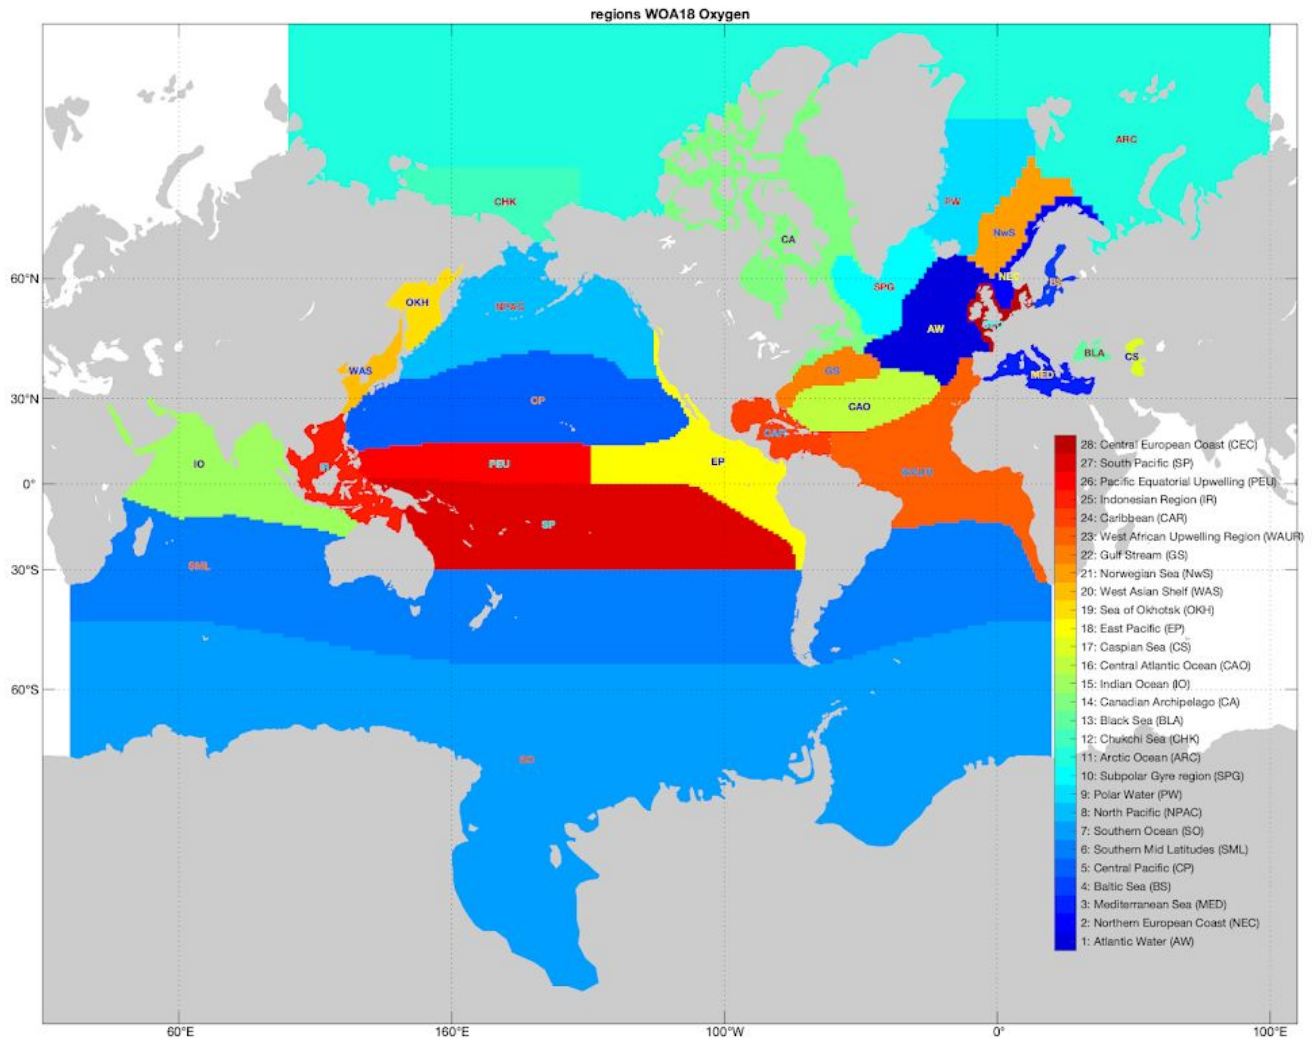 regions WOA18 Oxygen
ARC
CHK
PW
CA
NwS
60°N
NEC
BS
OKH
SPG
NPAC
AW
BLA
CS
WAS
GS
MED
30°N
CP
CAO
CAR
IO
IR
PEU
EP
WAUR
0°
SP
SML
30°S
60°S
SO
28: Central European Coast (CEC)
27: South Pacific (SP)
26: Pacific Equatorial Upwelling (PEU)
25: Indonesian Region (IR)
24: Caribbean (CAR)
23: West African Upwelling Region (WAUR)
22: Gulf Stream (GS)
21: Norwegian Sea (NwS)
20: West Asian Shelf (WAS)
19: Sea of Okhotsk (OKH)
18: East Pacific (EP)
17: Caspian Sea (CS)
16: Central Atlantic Ocean (CAO)
15: Indian Ocean (IO)
14: Canadian Archipelago (CA)
13: Black Sea (BLA)
12: Chukchi Sea (CHK)
11: Arctic Ocean (ARC)
10: Subpolar Gyre region (SPG)
9: Polar Water (PW)
8: North Pacific (NPAC)
7: Southern Ocean (SO)
6: Southern Mid Latitudes (SML)
5: Central Pacific (CP)
4: Baltic Sea (BS)
3: Mediterranean Sea (MED)
2: Northern European Coast (NEC)
1: Atlantic Water (AW)
60°E
160°E
100°W
0°
100°E